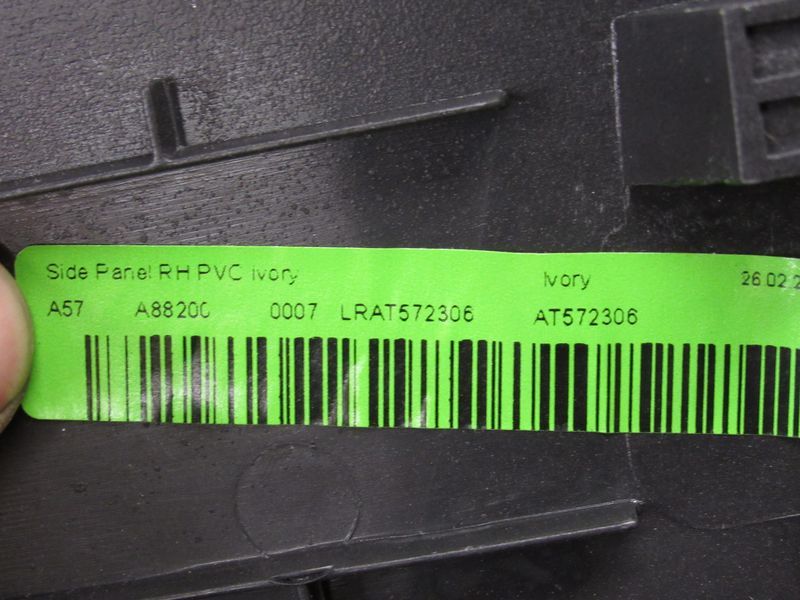 Side Panel RH PVC ivory Ivory 26.02.2
A57 A88200 0007 LRAT572306 AT572306